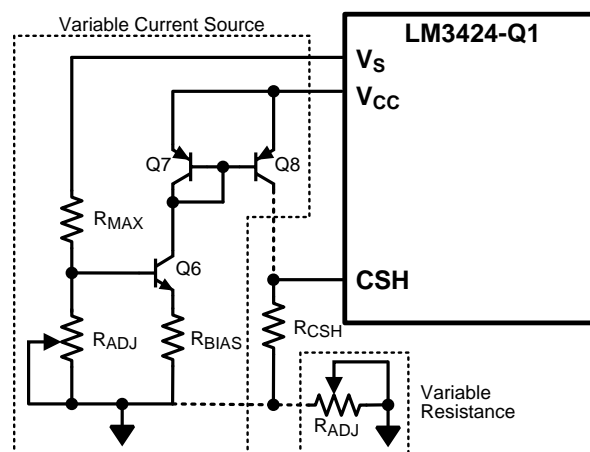 Variable Current Source
LM3424-Q1
VS
VCC
Q7
Q8
RMAX
Q6
CSH
RADJ
RBIAS
RCSH
Variable
Resistance
RADJ